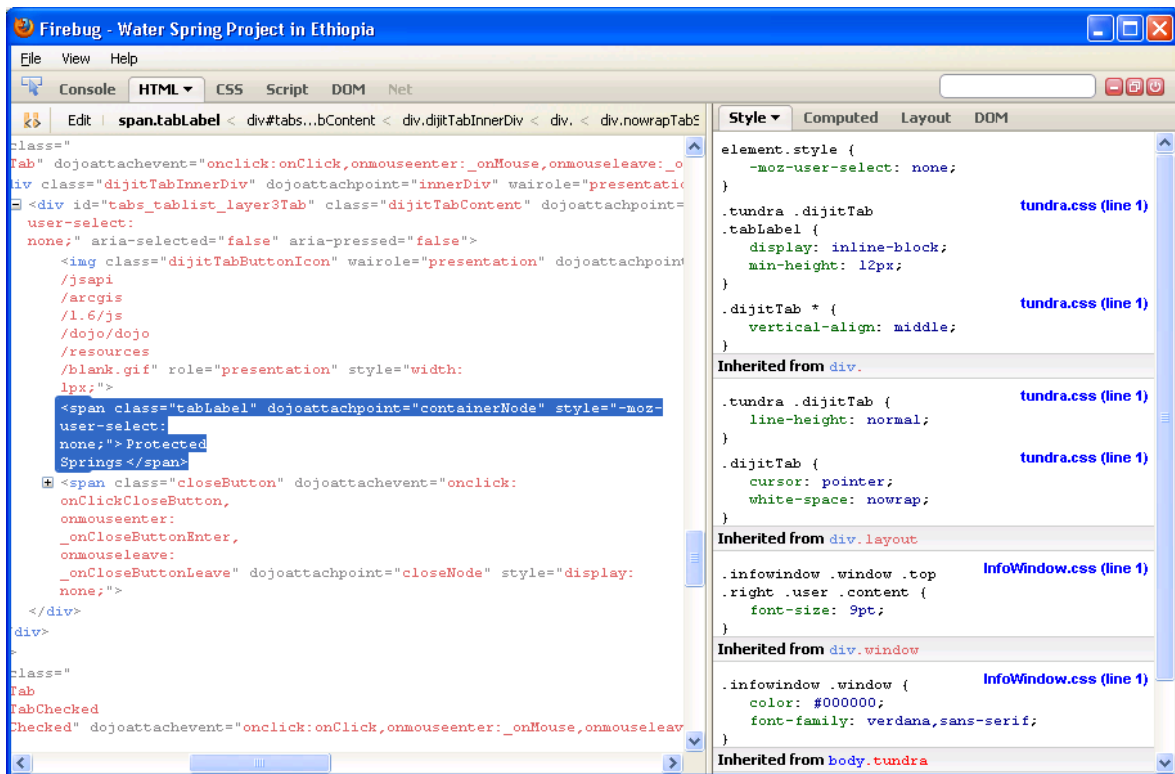 Firebug - Water Spring Project in Ethiopia
File View Help
Console HTML CSS Script DOM Net
Edit span.tabLabel < div#tabs...bContent < div.dijitTabInnerDiv < div. < div.nowrapTabS
class="
Tab" dojoattachevent="onclick:onClick,onmouseenter:_onMouse,onmouseleave:_o
iv class="dijitTabInnerDiv" dojoattachpoint="innerDiv" wairole="presentatio
<div id="tabs_tablist_layer3Tab" class="dijitTabContent" dojoattachpoint=
user-select:
none;" aria-selected="false" aria-pressed="false">
<img class="dijitTabButtonIcon" wairole="presentation" dojoattachpoint
/jsapi
/arcgis
/1.6/js
/dojo/dojo
/resources
/blank.gif" role="presentation" style="width:
1px;">
<span class="tabLabel" dojoattachpoint="containerNode" style="-moz-
user-select:
none;">Protected
Springs</span>
<span class="closeButton" dojoattachevent="onclick:
onClickCloseButton,
onmouseenter:
_onCloseButtonEnter,
onmouseleave:
_onCloseButtonLeave" dojoattachpoint="closeNode" style="display:
none;">
</div>
div>
>
class="
Tab
TabChecked
Checked" dojoattachevent="onclick:onClick,onmouseenter:_onMouse,onmouseleav
Style Computed Layout DOM
element.style {
-moz-user-select: none;
}
.tundra .dijitTab tundra.css (line 1)
.tabLabel {
display: inline-block;
min-height: 12px;
}
.dijitTab * { tundra.css (line 1)
vertical-align: middle;
}
Inherited from div.
.tundra .dijitTab { tundra.css (line 1)
line-height: normal;
}
.dijitTab { tundra.css (line 1)
cursor: pointer;
white-space: nowrap;
}
Inherited from div.layout
.infowindow .window .top InfoWindow.css (line 1)
.right .user .content {
font-size: 9pt;
}
Inherited from div.window
.infowindow .window { InfoWindow.css (line 1)
color: #000000;
font-family: verdana,sans-serif;
}
Inherited from body.tundra